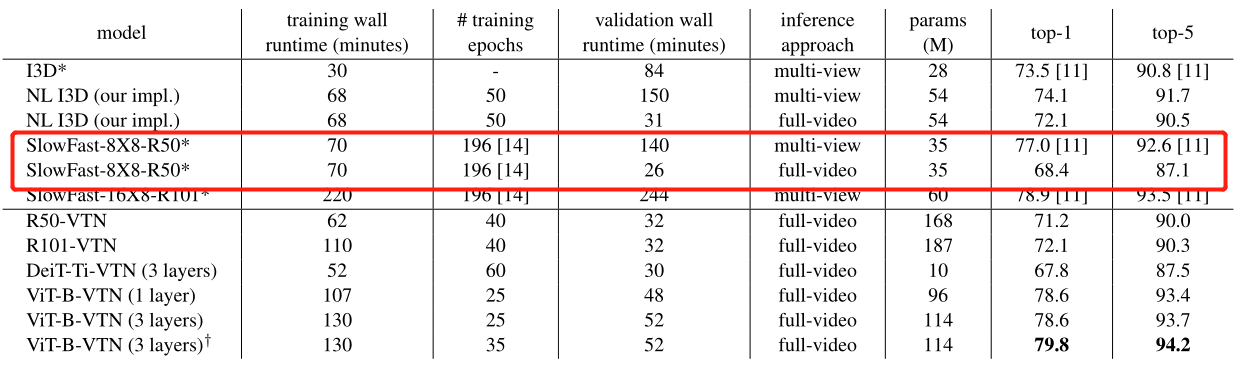 model training wall runtime (minutes) # training epochs validation wall runtime (minutes) inference approach params (M) top-1 top-5
I3D* 30 - 84 multi-view 28 73.5 [11] 90.8 [11]
NL I3D (our impl.) 68 50 150 multi-view 54 74.1 91.7
NL I3D (our impl.) 68 50 31 full-video 54 72.1 90.5
SlowFast-8X8-R50* 70 196 [14] 140 multi-view 35 77.0 [11] 92.6 [11]
SlowFast-8X8-R50* 70 196 [14] 26 full-video 35 68.4 87.1
SlowFast-16X8-R101* 220 196 [14] 244 multi-view 60 78.9 [11] 93.5 [11]
R50-VTN 62 40 32 full-video 168 71.2 90.0
R101-VTN 110 40 32 full-video 187 72.1 90.3
DeiT-Ti-VTN (3 layers) 52 60 30 full-video 10 67.8 87.5
ViT-B-VTN (1 layer) 107 25 48 full-video 96 78.6 93.4
ViT-B-VTN (3 layers) 130 25 52 full-video 114 78.6 93.7
ViT-B-VTN (3 layers)† 130 35 52 full-video 114 79.8 94.2